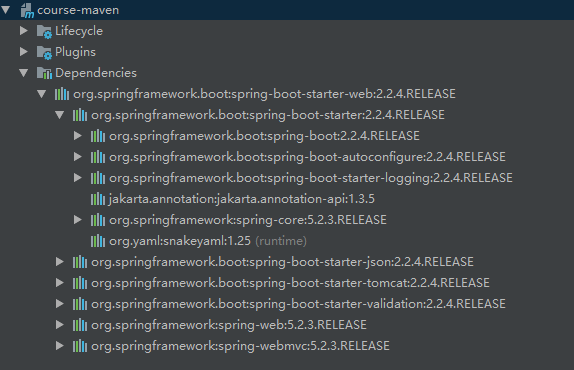 course-maven
Lifecycle
Plugins
Dependencies
org.springframework.boot:spring-boot-starter-web:2.2.4.RELEASE
org.springframework.boot:spring-boot-starter:2.2.4.RELEASE
org.springframework.boot:spring-boot:2.2.4.RELEASE
org.springframework.boot:spring-boot-autoconfigure:2.2.4.RELEASE
org.springframework.boot:spring-boot-starter-logging:2.2.4.RELEASE
jakarta.annotation:jakarta.annotation-api:1.3.5
org.springframework:spring-core:5.2.3.RELEASE
org.yaml:snakeyaml:1.25 (runtime)
org.springframework.boot:spring-boot-starter-json:2.2.4.RELEASE
org.springframework.boot:spring-boot-starter-tomcat:2.2.4.RELEASE
org.springframework.boot:spring-boot-starter-validation:2.2.4.RELEASE
org.springframework:spring-web:5.2.3.RELEASE
org.springframework:spring-webmvc:5.2.3.RELEASE